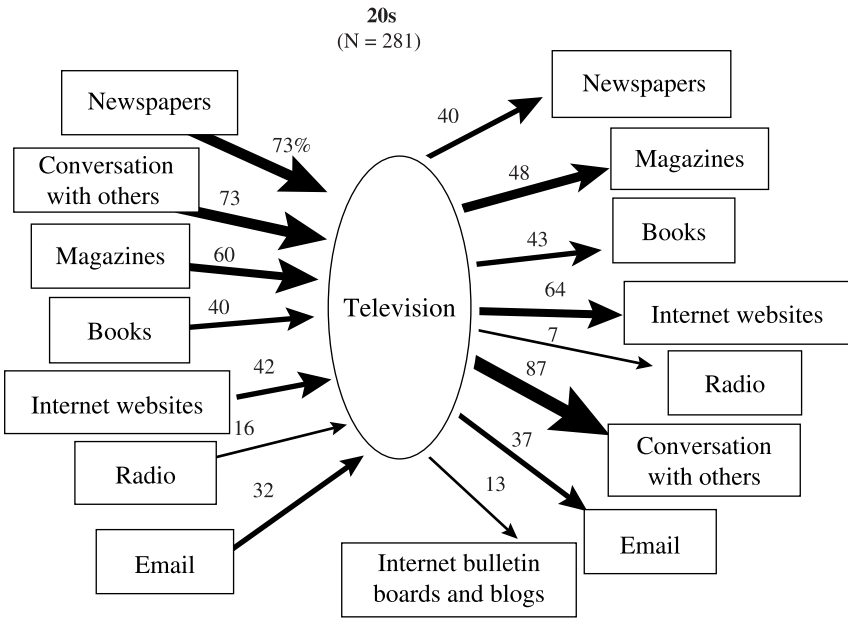 20s
(N = 281)
Newspapers
73%
Conversation
with others
73
Magazines
60
Books
40
Internet websites
42
Radio
16
Email
32
Television
40
Newspapers
48
Magazines
43
Books
64
Internet websites
7
Radio
87
Conversation
with others
37
Email
13
Internet bulletin
boards and blogs